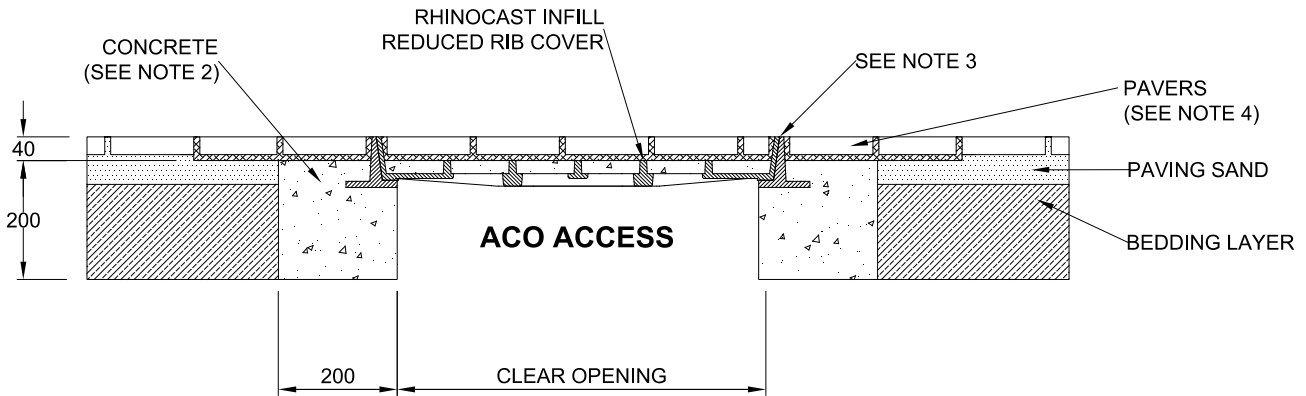 RHINOCAST INFILL
REDUCED RIB COVER
CONCRETE
(SEE NOTE 2)
SEE NOTE 3
PAVERS
(SEE NOTE 4)
40
PAVING SAND
200
ACO ACCESS
BEDDING LAYER
200
CLEAR OPENING